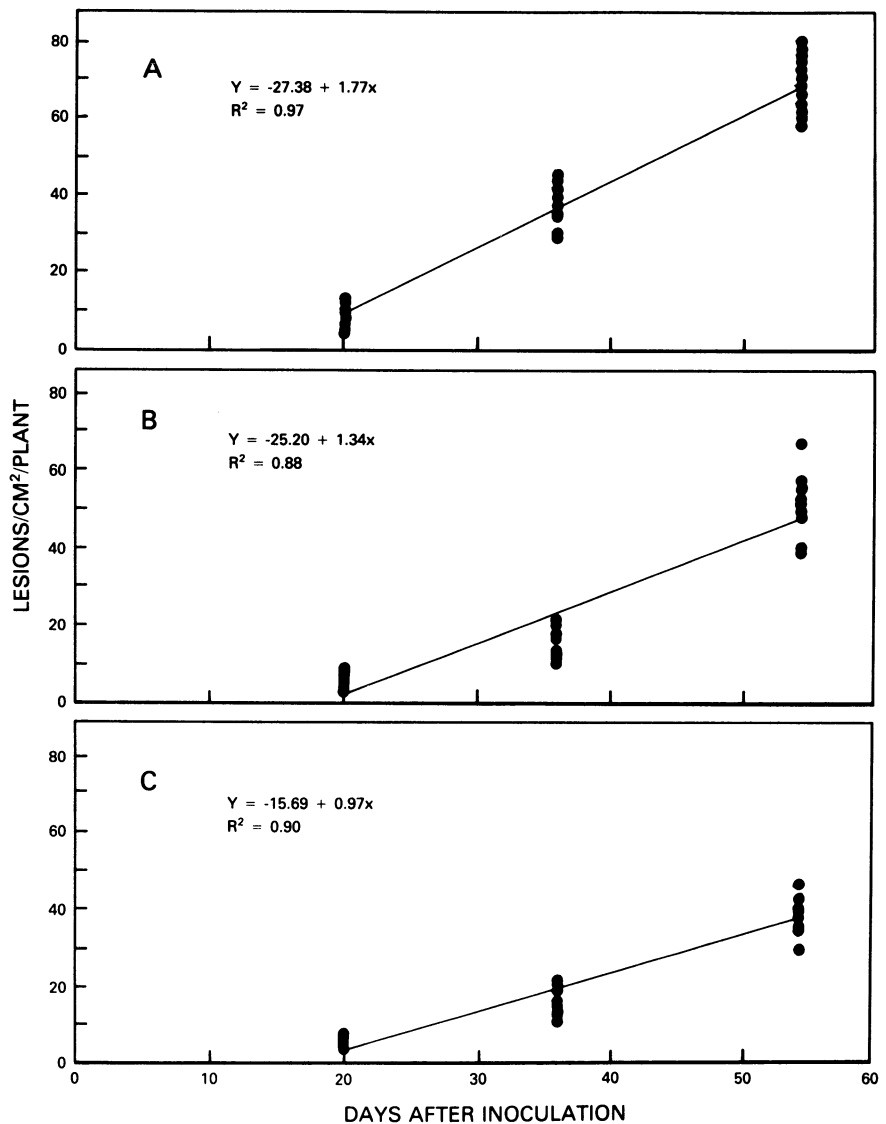 80
60
40
20
0
A
Y = -27.38 + 1.77x
R² = 0.97
80
60
40
20
0
B
Y = -25.20 + 1.34x
R² = 0.88
80
60
40
20
0
C
Y = -15.69 + 0.97x
R² = 0.90
0 10 20 30 40 50 60
LESIONS/CM²/PLANT
DAYS AFTER INOCULATION